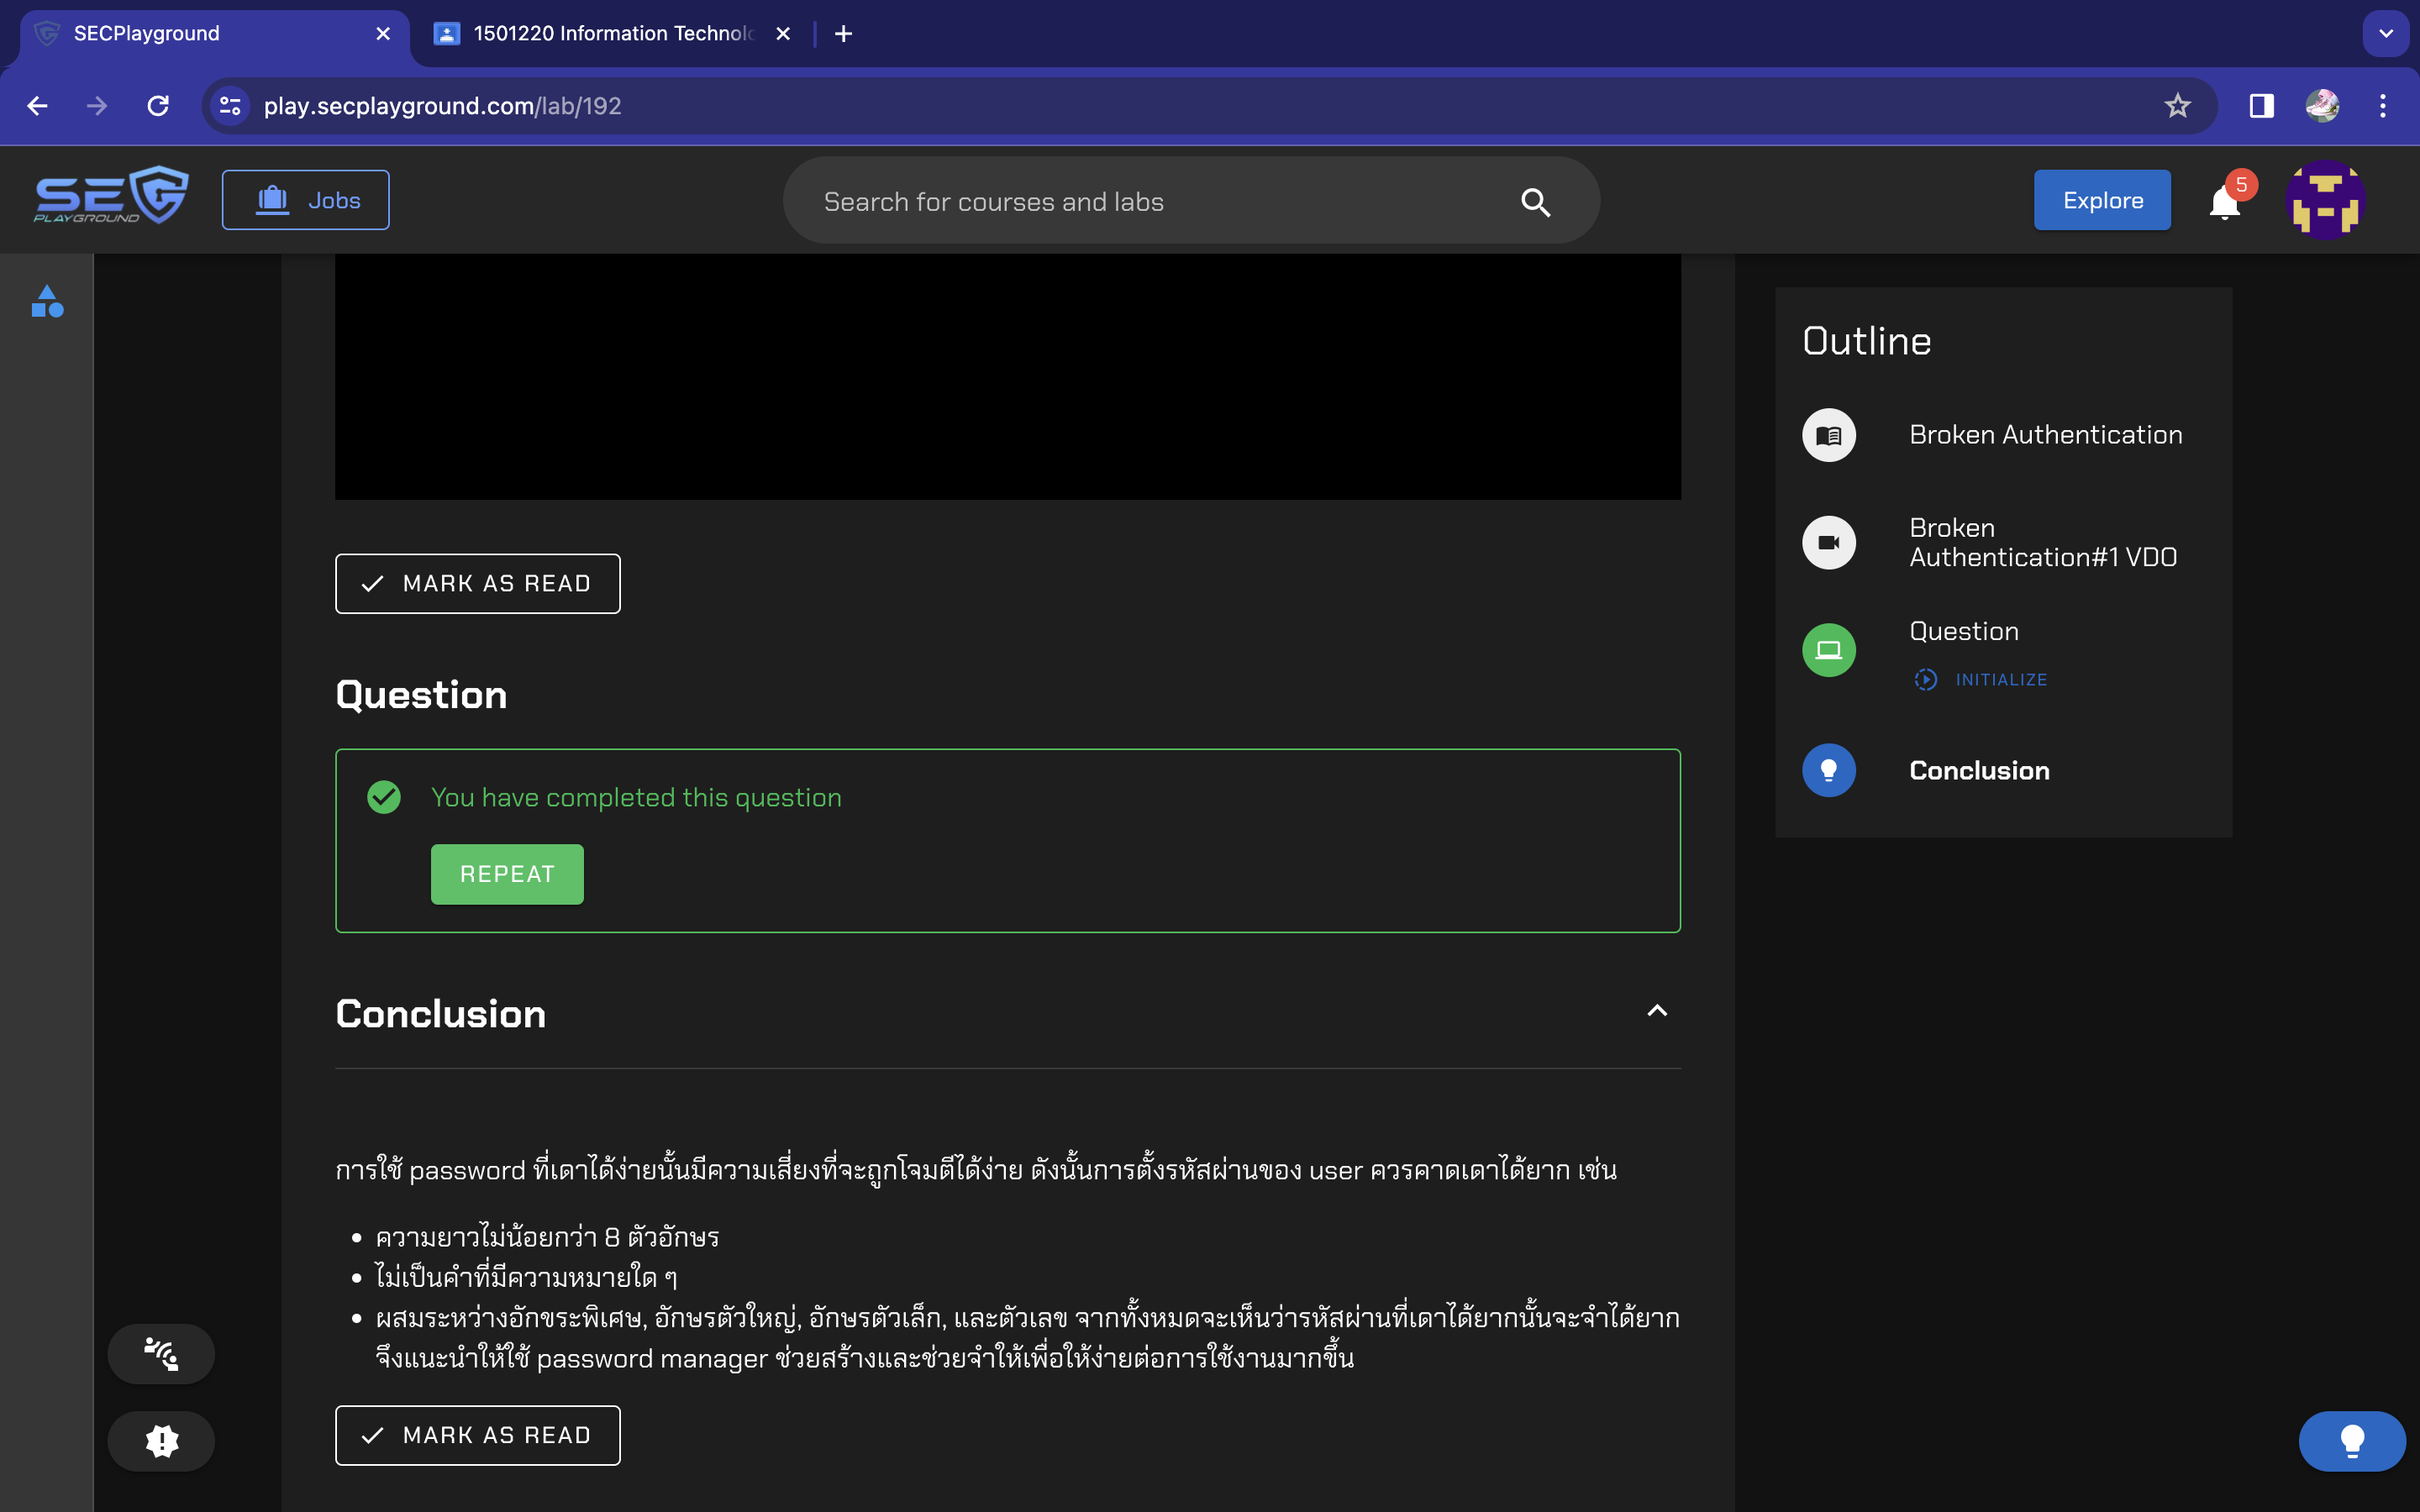 SECPlayground
1501220 Information Technolo
play.secplayground.com/lab/192
SEC
PLAYGROUND
Jobs
Search for courses and labs
Explore
5
Outline
Broken Authentication
Broken
Authentication#1 VDO
Question
INITIALIZE
Conclusion
MARK AS READ
Question
You have completed this question
REPEAT
Conclusion
การใช้ password ที่เดาได้ง่ายนั้นมีความเสี่ยงที่จะถูกโจมตีได้ง่าย ดังนั้นการตั้งรหัสผ่านของ user ควรคาดเดาได้ยาก เช่น
ความยาวไม่น้อยกว่า 8 ตัวอักษร
ไม่เป็นคำที่มีความหมายใด ๆ
ผสมระหว่างอักขระพิเศษ, อักษรตัวใหญ่, อักษรตัวเล็ก, และตัวเลข จากทั้งหมดจะเห็นว่ารหัสผ่านที่เดาได้ยากนั้นจะจำได้ยาก
จึงแนะนำให้ใช้ password manager ช่วยสร้างและช่วยจำให้เพื่อให้ง่ายต่อการใช้งานมากขึ้น
MARK AS READ